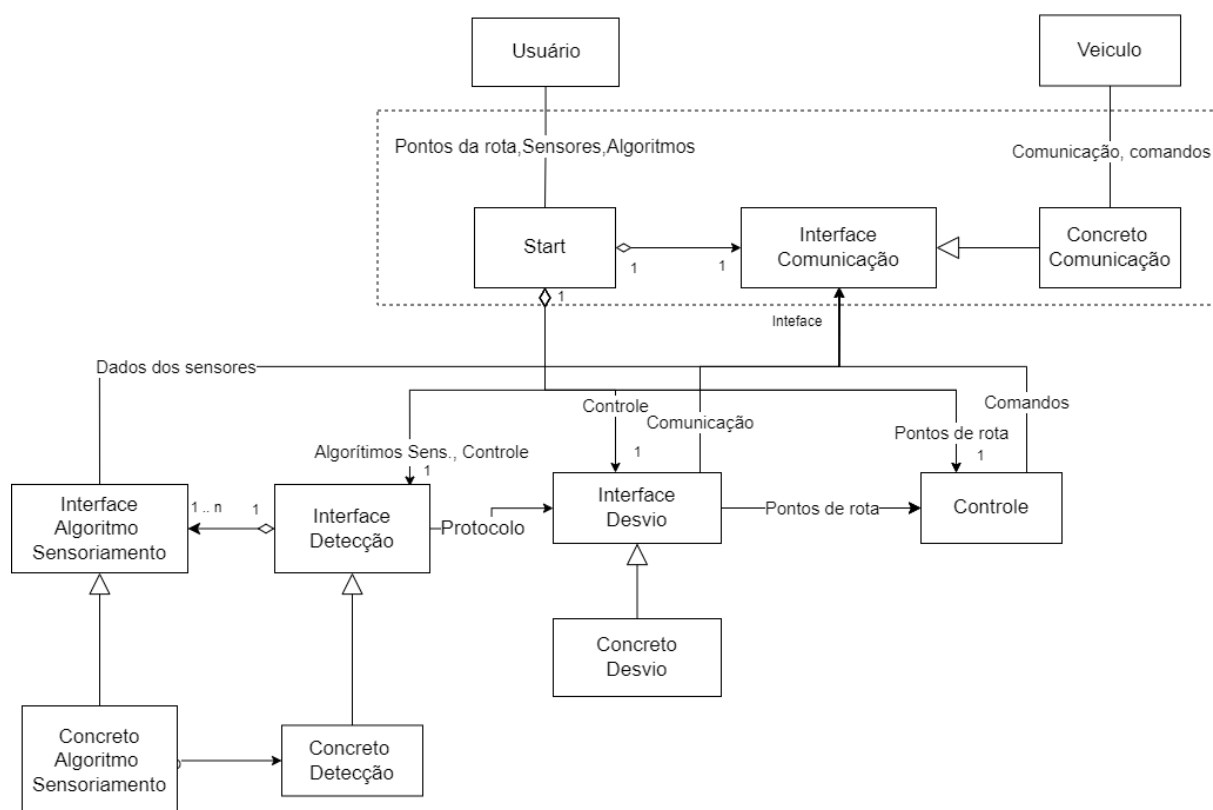 Usuário
Veiculo
Pontos da rota,Sensores,Algoritmos
Comunicação, comandos
Start
Interface
Comunicação
Concreto
Comunicação
1
1
1
Inteface
Dados dos sensores
Controle
Comunicação
Comandos
Algorítimos Sens., Controle
Pontos de rota
1
1
1
Interface
Algoritmo
Sensoriamento
1 .. n
1
Interface
Detecção
Protocolo
Interface
Desvio
Pontos de rota
Controle
Concreto
Desvio
Concreto
Algoritmo
Sensoriamento
Concreto
Detecção